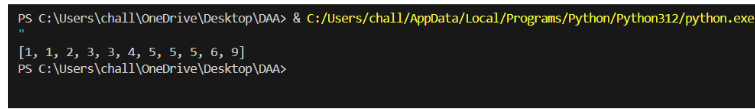 PS C:\Users\chall\OneDrive\Desktop\DAA> & C:/Users/chall/AppData/Local/Programs/Python/Python312/python.exe
"
[1, 1, 2, 3, 3, 4, 5, 5, 5, 6, 9]
PS C:\Users\chall\OneDrive\Desktop\DAA>